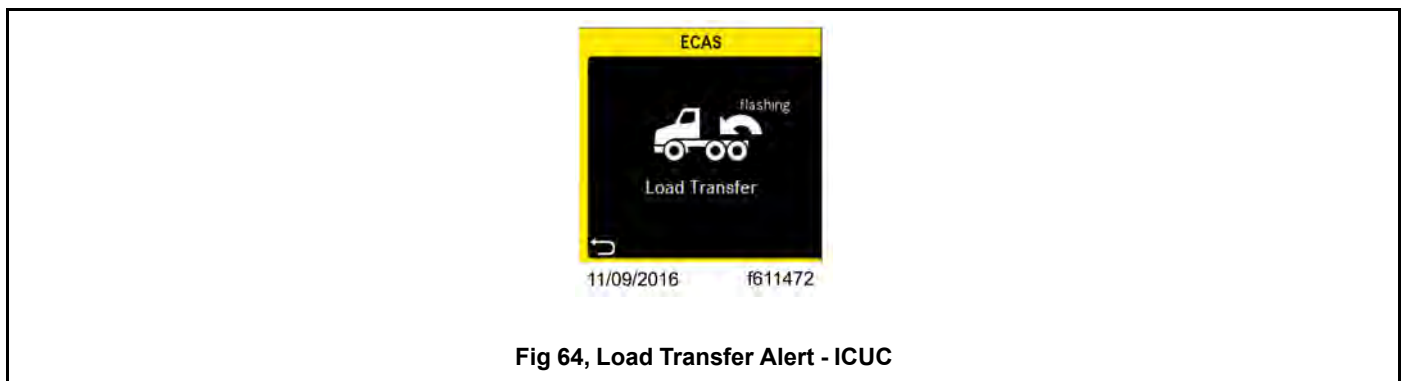 ECAS
flashing
Load Transfer
11/09/2016 f611472
Fig 64, Load Transfer Alert - ICUC